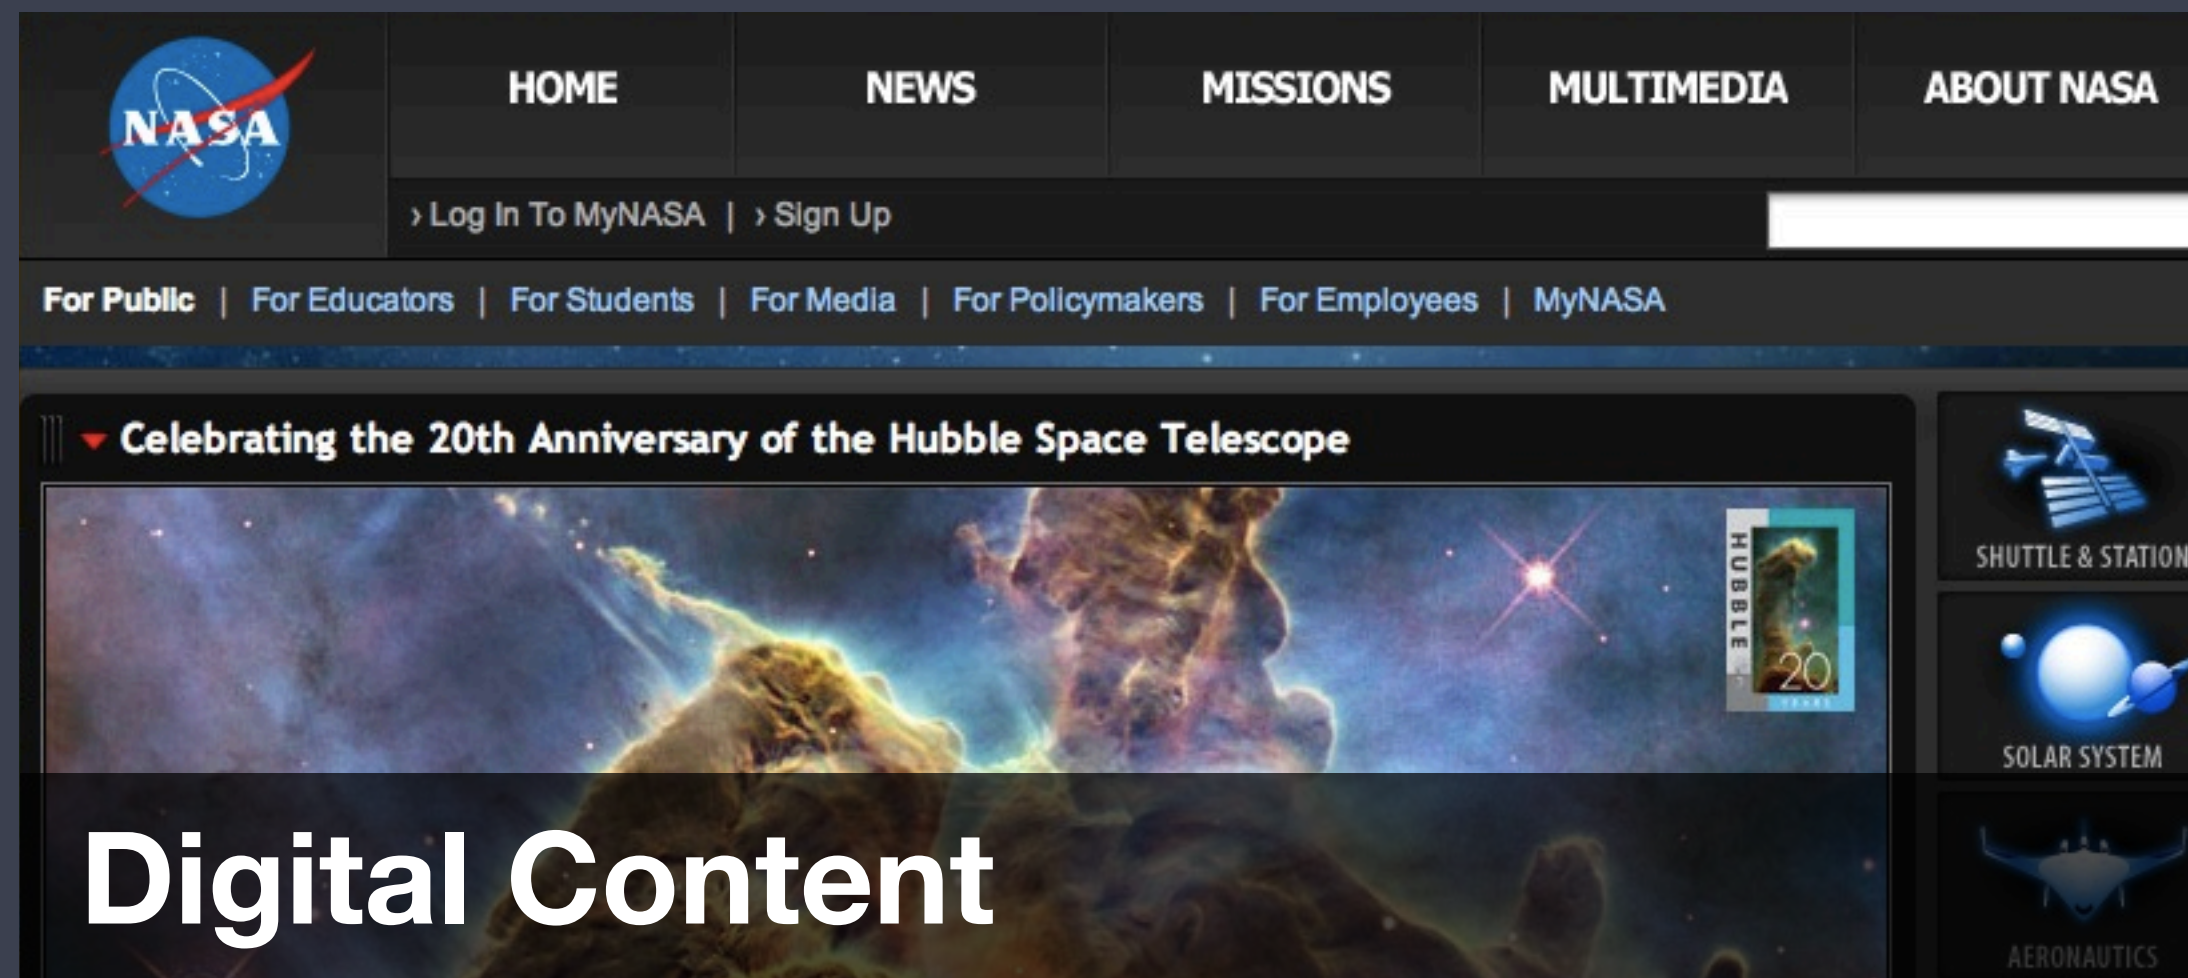 NASA
HOME NEWS MISSIONS MULTIMEDIA ABOUT NASA
› Log In To MyNASA | › Sign Up
For Public | For Educators | For Students | For Media | For Policymakers | For Employees | MyNASA
Celebrating the 20th Anniversary of the Hubble Space Telescope
HUBBLE
20
YEARS
SHUTTLE & STATION
SOLAR SYSTEM
AERONAUTICS
Digital Content